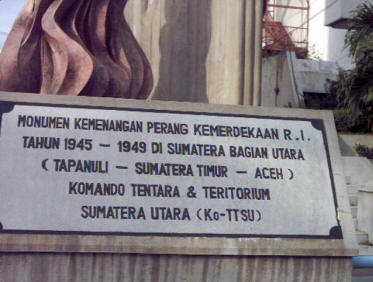 MONUMEN KEMENANGAN PERANG KEMERDEKAAN R.I.
TAHUN 1945 – 1949 DI SUMATERA BAGIAN UTARA
( TAPANULI – SUMATERA TIMUR – ACEH )
KOMANDO TENTARA & TERITORIUM
SUMATERA UTARA (Ko-TTSU)